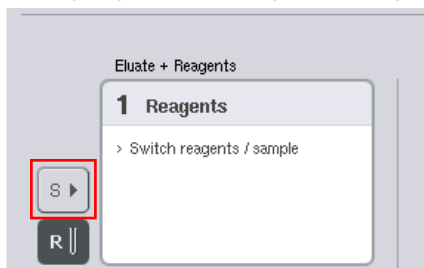 Eluate + Reagents
1 Reagents
> Switch reagents / sample
S
R